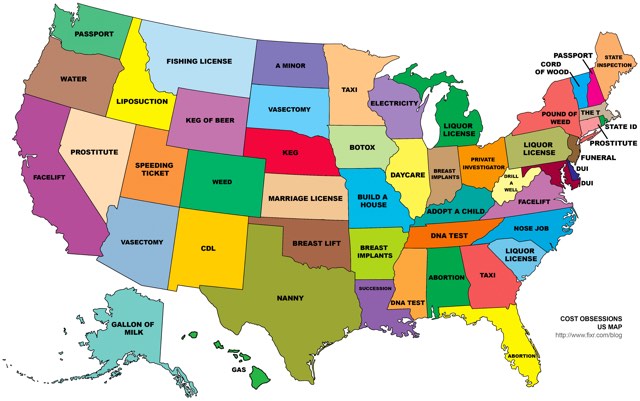 PASSPORT
WATER
FISHING LICENSE
LIPOSUCTION
KEG OF BEER
A MINOR
VASECTOMY
KEG
TAXI
ELECTRICITY
BOTOX
LIQUOR
LICENSE
PASSPORT
CORD
OF WOOD
STATE
INSPECTION
POUND OF
WEED
THE T
STATE ID
PROSTITUTE
FUNERAL
DUI
DUI
LIQUOR
LICENSE
PROSTITUTE
FACELIFT
SPEEDING
TICKET
WEED
MARRIAGE LICENSE
BUILD A
HOUSE
DAYCARE
BREAST
IMPLANTS
PRIVATE
INVESTIGATOR
DRILL
A
WELL
FACELIFT
ADOPT A CHILD
NOSE JOB
DNA TEST
LIQUOR
LICENSE
VASECTOMY
CDL
BREAST LIFT
BREAST
IMPLANTS
NANNY
SUCCESSION
DNA TEST
ABORTION
TAXI
ABORTION
GALLON OF
MILK
GAS
COST OBSESSIONS
US MAP
http://www.fixr.com/blog